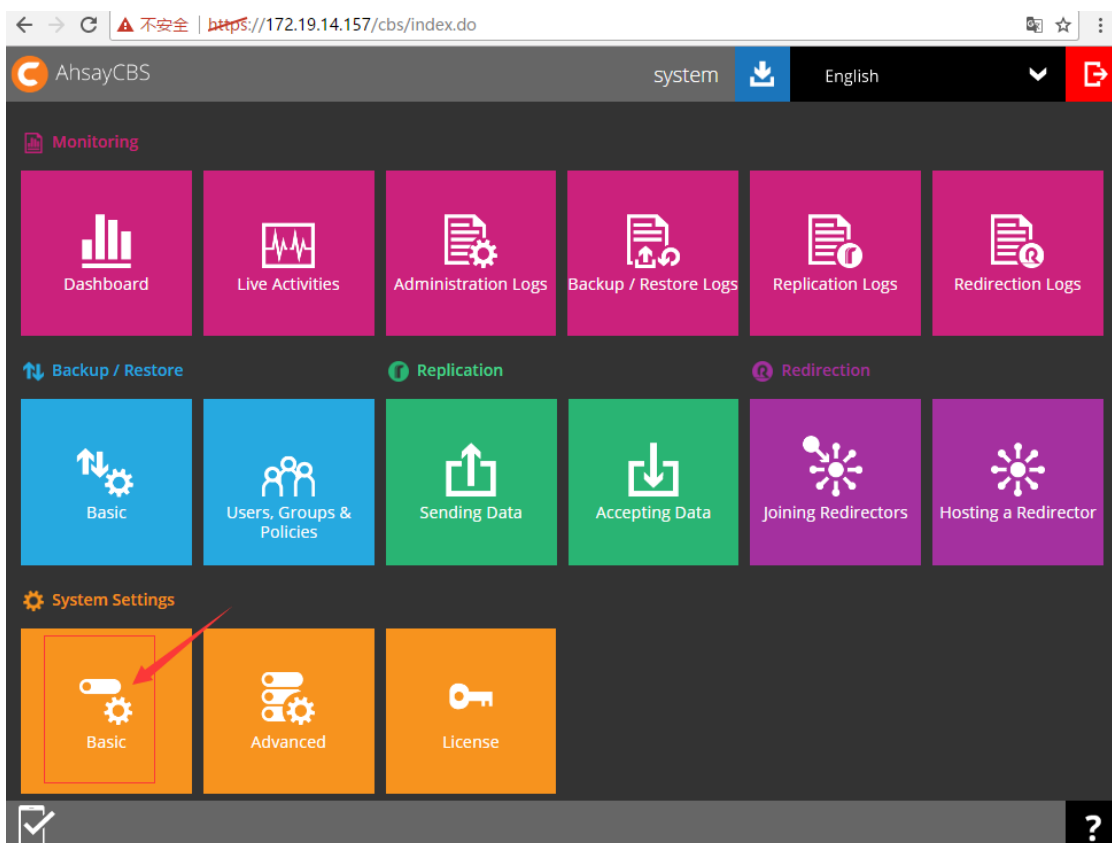 不安全 | https://172.19.14.157/cbs/index.do
AhsayCBS
system
English
Monitoring
Dashboard
Live Activities
Administration Logs
Backup / Restore Logs
Replication Logs
Redirection Logs
Backup / Restore
Replication
Redirection
Basic
Users, Groups &
Policies
Sending Data
Accepting Data
Joining Redirectors
Hosting a Redirector
System Settings
Basic
Advanced
License
?